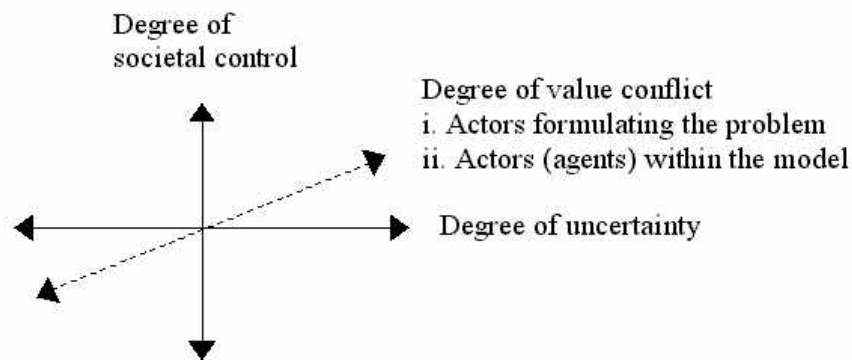 Degree of
societal control
Degree of value conflict
i. Actors formulating the problem
ii. Actors (agents) within the model
Degree of uncertainty